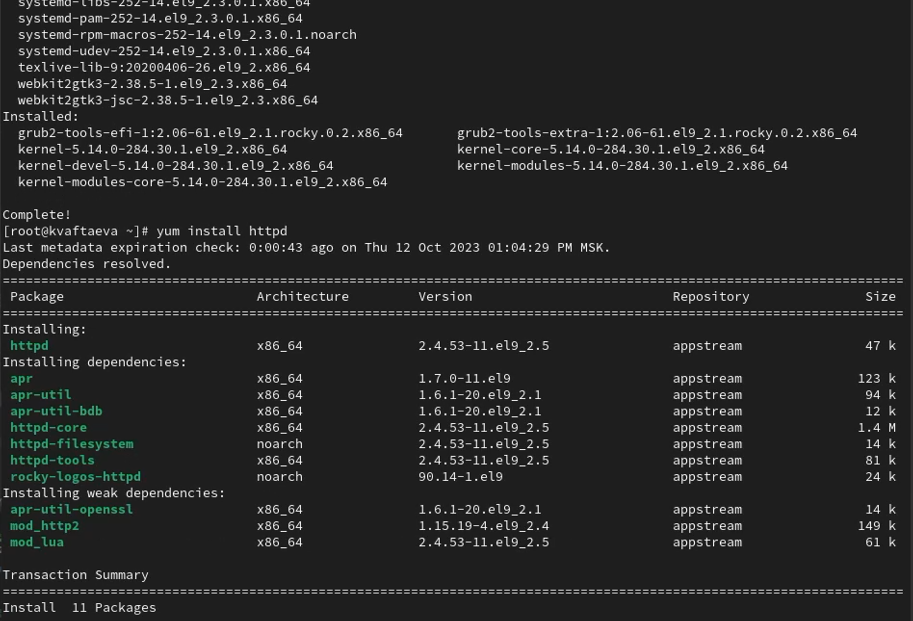 systemd-libs-252-14.el9_2.3.0.1.x86_64
systemd-pam-252-14.el9_2.3.0.1.x86_64
systemd-rpm-macros-252-14.el9_2.3.0.1.noarch
systemd-udev-252-14.el9_2.3.0.1.x86_64
texlive-lib-9:20200406-26.el9_2.x86_64
webkit2gtk3-2.38.5-1.el9_2.3.x86_64
webkit2gtk3-jsc-2.38.5-1.el9_2.3.x86_64
Installed:
grub2-tools-efi-1:2.06-61.el9_2.1.rocky.0.2.x86_64 grub2-tools-extra-1:2.06-61.el9_2.1.rocky.0.2.x86_64
kernel-5.14.0-284.30.1.el9_2.x86_64 kernel-core-5.14.0-284.30.1.el9_2.x86_64
kernel-devel-5.14.0-284.30.1.el9_2.x86_64 kernel-modules-5.14.0-284.30.1.el9_2.x86_64
kernel-modules-core-5.14.0-284.30.1.el9_2.x86_64
Complete!
[root@kvaftaeva ~]# yum install httpd
Last metadata expiration check: 0:00:43 ago on Thu 12 Oct 2023 01:04:29 PM MSK.
Dependencies resolved.
================================================================================
Package Architecture Version Repository Size
================================================================================
Installing:
httpd x86_64 2.4.53-11.el9_2.5 appstream 47 k
Installing dependencies:
apr x86_64 1.7.0-11.el9 appstream 123 k
apr-util x86_64 1.6.1-20.el9_2.1 appstream 94 k
apr-util-bdb x86_64 1.6.1-20.el9_2.1 appstream 12 k
httpd-core x86_64 2.4.53-11.el9_2.5 appstream 1.4 M
httpd-filesystem noarch 2.4.53-11.el9_2.5 appstream 14 k
httpd-tools x86_64 2.4.53-11.el9_2.5 appstream 81 k
rocky-logos-httpd noarch 90.14-1.el9 appstream 24 k
Installing weak dependencies:
apr-util-openssl x86_64 1.6.1-20.el9_2.1 appstream 14 k
mod_http2 x86_64 1.15.19-4.el9_2.4 appstream 149 k
mod_lua x86_64 2.4.53-11.el9_2.5 appstream 61 k
Transaction Summary
================================================================================
Install 11 Packages